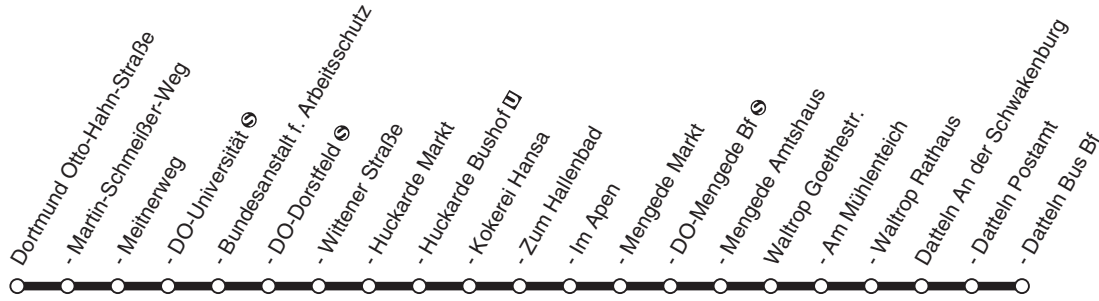 Dortmund Otto-Hahn-Straße
- Martin-Schmeißer-Weg
- Meitnerweg
- DO-Universität Ⓢ
- Bundesanstalt f. Arbeitsschutz
- DO-Dorstfeld Ⓢ
- Wittener Straße
- Huckarde Markt
- Huckarde Bushof U
- Kokerei Hansa
- Zum Hallenbad
- Im Apen
- Mengede Markt
- DO-Mengede Bf Ⓢ
- Mengede Amtshaus
Waltrop Goethestr.
- Am Mühlenteich
- Waltrop Rathaus
Datteln An der Schwakenburg
- Datteln Postamt
- Datteln Bus Bf